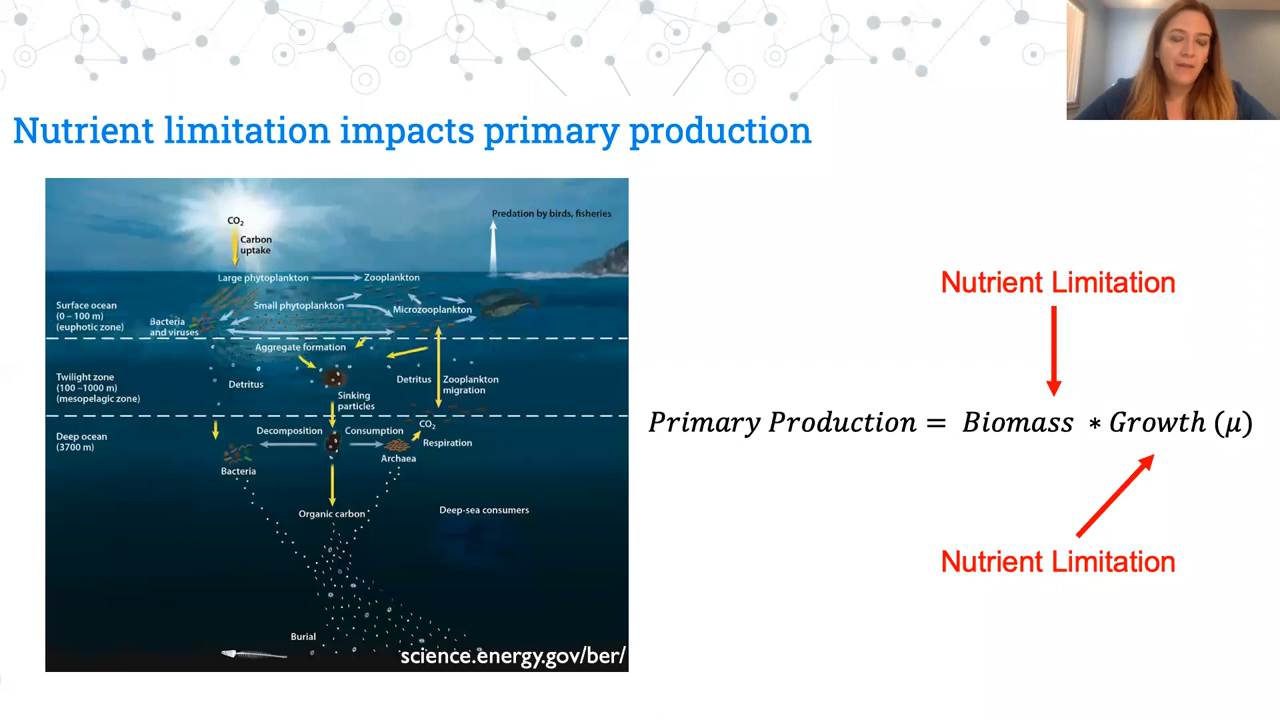 Nutrient limitation impacts primary production
CO₂
Carbon
uptake
Predation by birds, fisheries
Large phytoplankton
Zooplankton
Surface ocean
(0 – 100 m)
(euphotic zone)
Small phytoplankton
Microzooplankton
Bacteria
and viruses
Aggregate formation
Twilight zone
(100 –1000 m)
(mesopelagic zone)
Detritus
Detritus
Zooplankton
migration
Sinking
particles
Deep ocean
(3700 m)
Decomposition
Consumption
CO₂
Respiration
Bacteria
Archaea
Organic carbon
Deep-sea consumers
Burial
science.energy.gov/ber/
Nutrient Limitation
Primary Production = Biomass * Growth (μ)
Nutrient Limitation